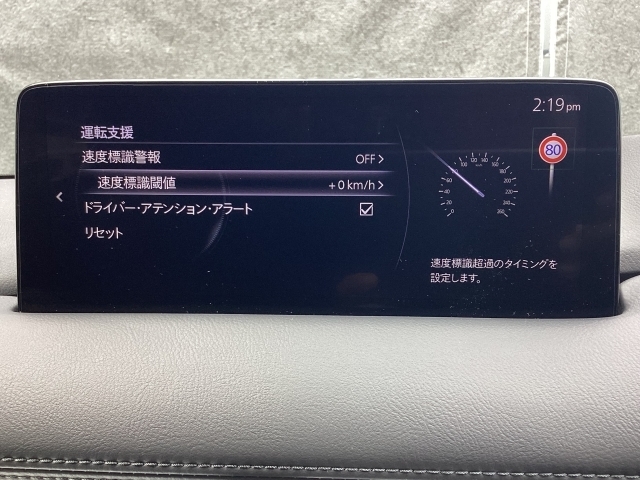 2:19 pm
運転支援
速度標識警報 OFF
速度標識閾値 +0 km/h
ドライバー・アテンション・アラート
リセット
80
速度標識超過のタイミングを
設定します。